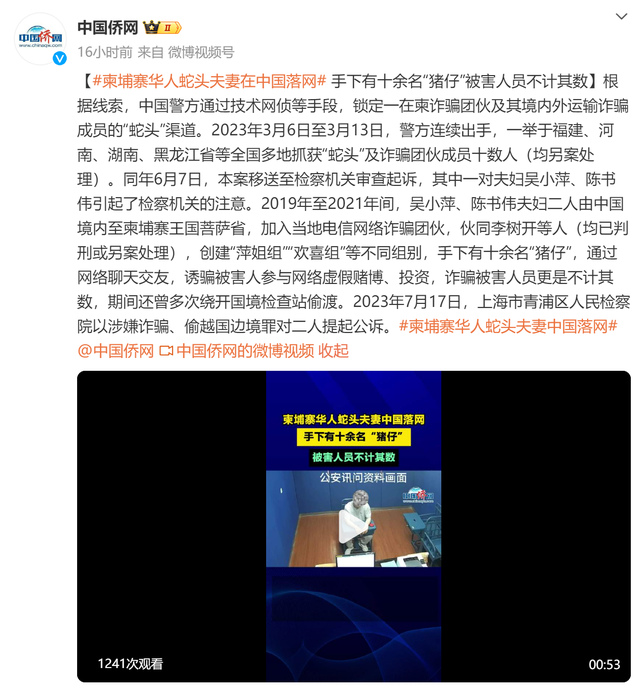 中国侨网
www.chinaqw.com
中国侨网 II
16小时前 来自 微博视频号
【#柬埔寨华人蛇头夫妻在中国落网# 手下有十余名“猪仔”被害人员不计其数】根
据线索，中国警方通过技术网侦等手段，锁定一在柬诈骗团伙及其境内外运输诈骗
成员的“蛇头”渠道。2023年3月6日至3月13日，警方连续出手，一举于福建、河
南、湖南、黑龙江省等全国多地抓获“蛇头”及诈骗团伙成员十数人（均另案处
理）。同年6月7日，本案移送至检察机关审查起诉，其中一对夫妇吴小萍、陈书
伟引起了检察机关的注意。2019年至2021年间，吴小萍、陈书伟夫妇二人由中国
境内至柬埔寨王国菩萨省，加入当地电信网络诈骗团伙，伙同李树开等人（均已判
刑或另案处理），创建“萍姐组”“欢喜组”等不同组别，手下有十余名“猪仔”，通过
网络聊天交友，诱骗被害人参与网络虚假赌博、投资，诈骗被害人员更是不计其
数，期间还曾多次绕开国境检查站偷渡。2023年7月17日，上海市青浦区人民检察
院以涉嫌诈骗、偷越国边境罪对二人提起公诉。#柬埔寨华人蛇头夫妻中国落网#
@中国侨网 中国侨网的微博视频 收起
柬埔寨华人蛇头夫妻中国落网
手下有十余名“猪仔”
被害人员不计其数
公安讯问资料画面
中国侨网
1241次观看
00:53